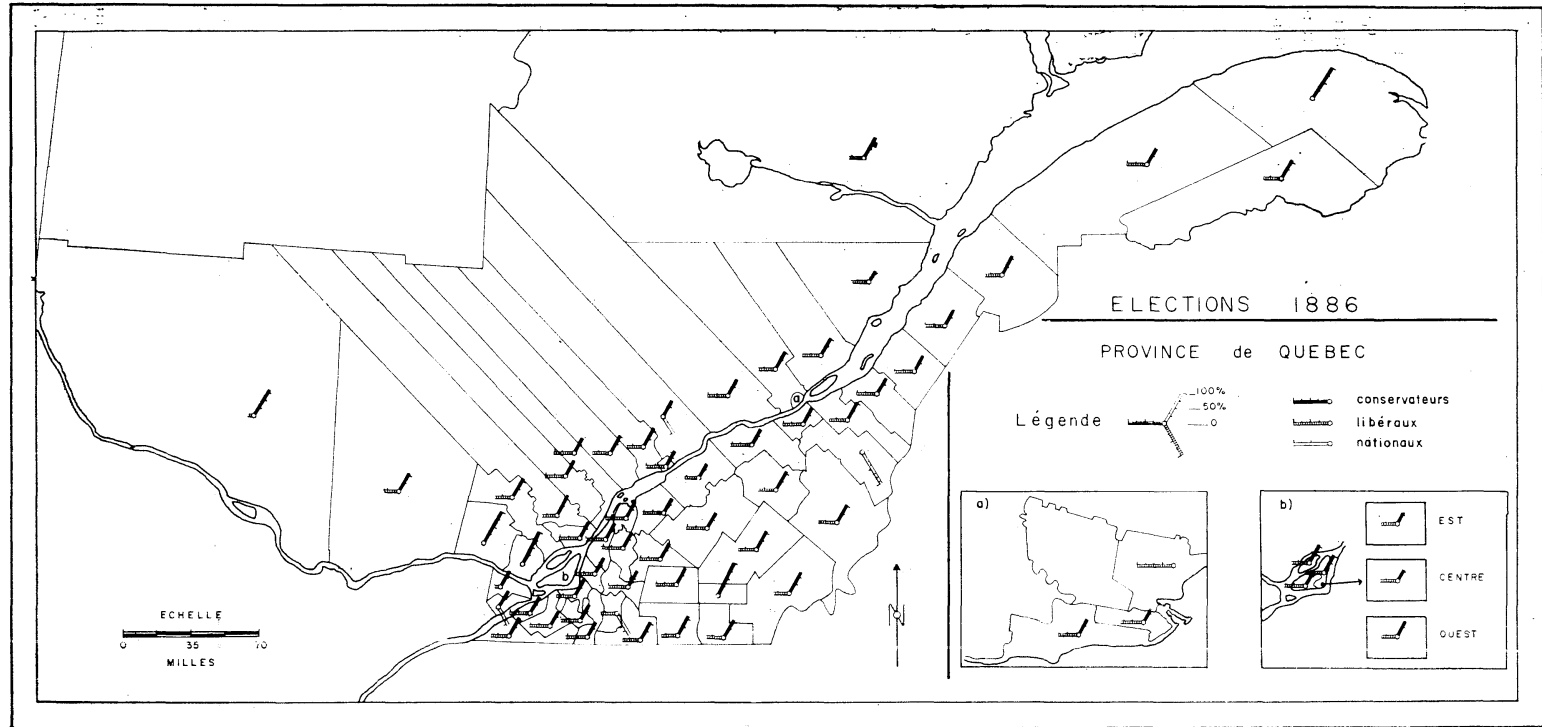 ELECTIONS 1886
PROVINCE de QUEBEC
Légende
100%
50%
0
conservateurs
libéraux
nationaux
a
b
ECHELLE
0 35 70
MILLES
N
a)
b)
EST
CENTRE
OUEST